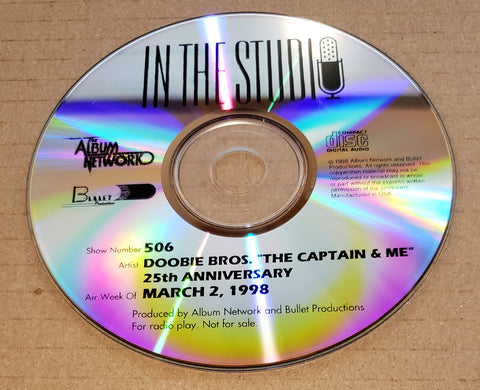 IN THE STUDIO
The
ALBUM
NETWORK
BULLET
Productions
COMPACT
disc
DIGITAL AUDIO
© 1998 Album Network and Bullet
Productions. All rights reserved. This
copywritten material may not be
reproduced or broadcast in whole
or part without the express written
permission of the producers.
Manufactured in USA.
Show Number 506
Artist DOOBIE BROS. "THE CAPTAIN & ME"
25th ANNIVERSARY
Air Week Of MARCH 2, 1998
Produced by Album Network and Bullet Productions
For radio play. Not for sale.